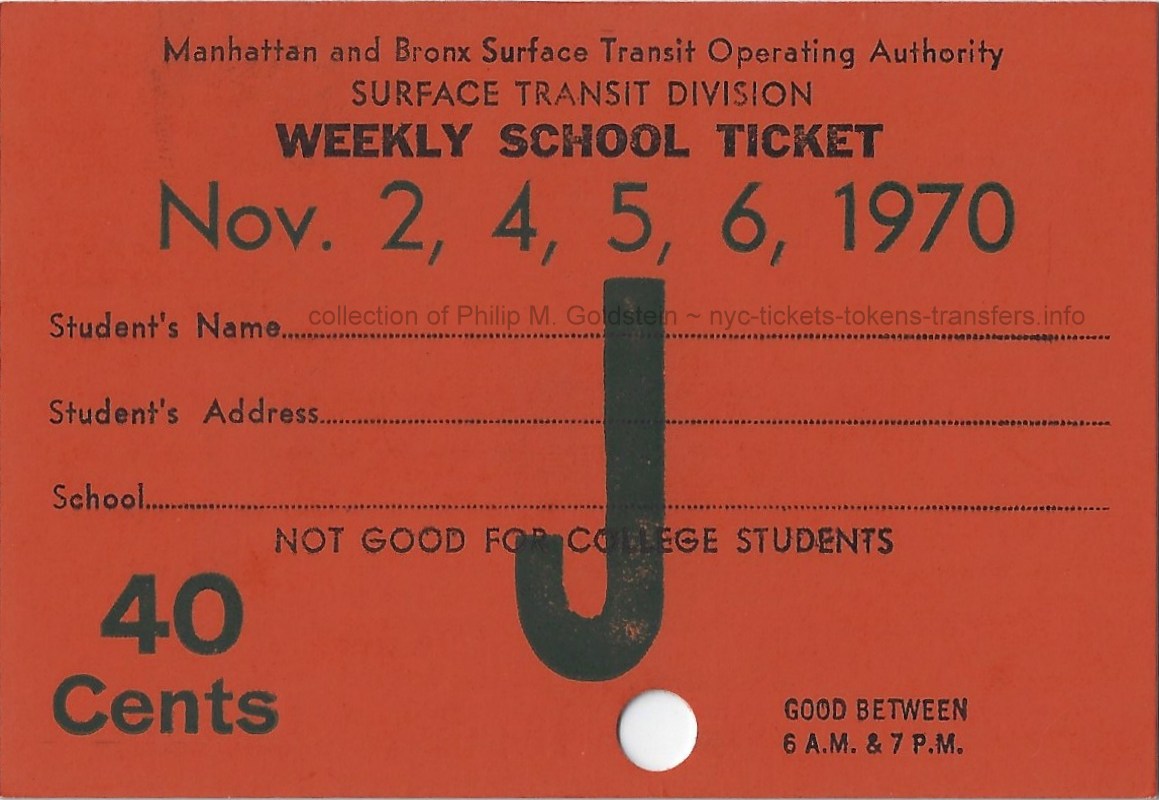 Manhattan and Bronx Surface Transit Operating Authority
SURFACE TRANSIT DIVISION
WEEKLY SCHOOL TICKET
Nov. 2, 4, 5, 6, 1970
collection of Philip M. Goldstein ~ nyc-tickets-tokens-transfers.info
Student's Name
Student's Address
School
NOT GOOD FOR COLLEGE STUDENTS
J
40
Cents
GOOD BETWEEN
6 A.M. & 7 P.M.